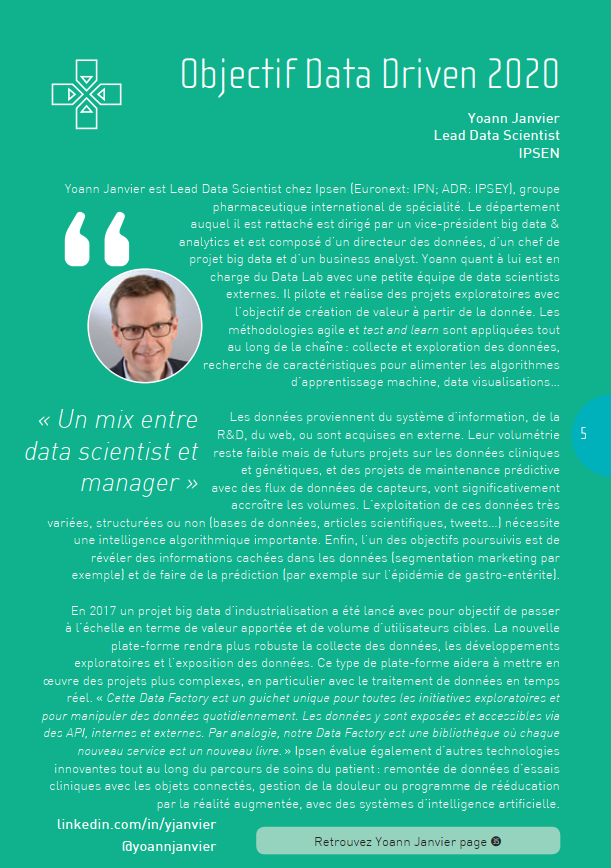 Objectif Data Driven 2020
Yoann Janvier
Lead Data Scientist
IPSEN
Yoann Janvier est Lead Data Scientist chez Ipsen (Euronext: IPN; ADR: IPSEY), groupe
pharmaceutique international de spécialité. Le département
auquel il est rattaché est dirigé par un vice-président big data &
analytics et est composé d'un directeur des données, d'un chef de
projet big data et d'un business analyst. Yoann quant à lui est en
charge du Data Lab avec une petite équipe de data scientists
externes. Il pilote et réalise des projets exploratoires avec
l'objectif de création de valeur à partir de la donnée. Les
méthodologies agile et test and learn sont appliquées tout
au long de la chaîne : collecte et exploration des données,
recherche de caractéristiques pour alimenter les algorithmes
d'apprentissage machine, data visualisations...
« Un mix entre
data scientist et
manager »
Les données proviennent du système d'information, de la
R&D, du web, ou sont acquises en externe. Leur volumétrie
reste faible mais de futurs projets sur les données cliniques
et génétiques, et des projets de maintenance prédictive
avec des flux de données de capteurs, vont significativement
accroître les volumes. L'exploitation de ces données très
variées, structurées ou non (bases de données, articles scientifiques, tweets...) nécessite
une intelligence algorithmique importante. Enfin, l'un des objectifs poursuivis est de
révéler des informations cachées dans les données (segmentation marketing par
exemple) et de faire de la prédiction (par exemple sur l'épidémie de gastro-entérite).
5
En 2017 un projet big data d'industrialisation a été lancé avec pour objectif de passer
à l'échelle en terme de valeur apportée et de volume d'utilisateurs cibles. La nouvelle
plate-forme rendra plus robuste la collecte des données, les développements
exploratoires et l'exposition des données. Ce type de plate-forme aidera à mettre en
œuvre des projets plus complexes, en particulier avec le traitement de données en temps
réel. « Cette Data Factory est un guichet unique pour toutes les initiatives exploratoires et
pour manipuler des données quotidiennement. Les données y sont exposées et accessibles via
des API, internes et externes. Par analogie, notre Data Factory est une bibliothèque où chaque
nouveau service est un nouveau livre. » Ipsen évalue également d'autres technologies
innovantes tout au long du parcours de soins du patient : remontée de données d'essais
cliniques avec les objets connectés, gestion de la douleur ou programme de rééducation
par la réalité augmentée, avec des systèmes d'intelligence artificielle.
linkedin.com/in/yjanvier
@yoannjanvier
Retrouvez Yoann Janvier page